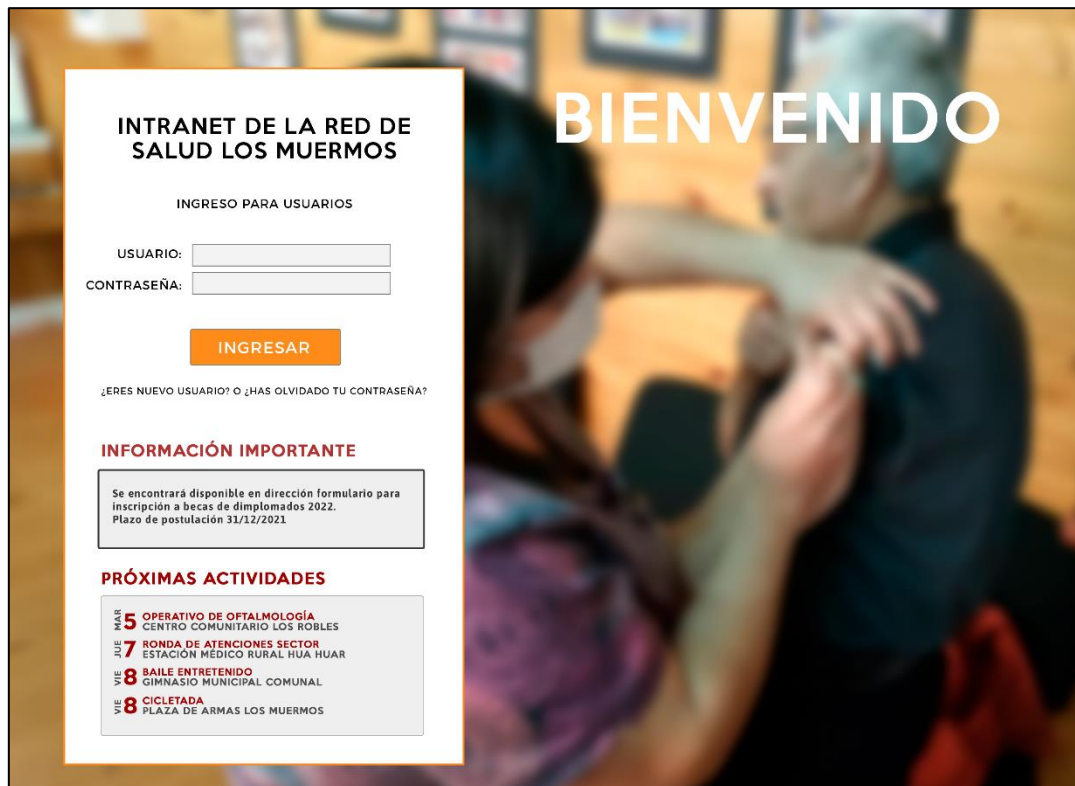 INTRANET DE LA RED DE
SALUD LOS MUERMOS
BIENVENIDO
INGRESO PARA USUARIOS
USUARIO:
CONTRASEÑA:
INGRESAR
¿ERES NUEVO USUARIO? O ¿HAS OLVIDADO TU CONTRASEÑA?
INFORMACIÓN IMPORTANTE
Se encontrará disponible en dirección formulario para
inscripción a becas de dimplomados 2022.
Plazo de postulación 31/12/2021
PRÓXIMAS ACTIVIDADES
MAR 5 OPERATIVO DE OFTALMOLOGÍA
CENTRO COMUNITARIO LOS ROBLES
JUE 7 RONDA DE ATENCIONES SECTOR
ESTACIÓN MÉDICO RURAL HUA HUAR
VIE 8 BAILE ENTRETENIDO
GIMNASIO MUNICIPAL COMUNAL
VIE 8 CICLETADA
PLAZA DE ARMAS LOS MUERMOS